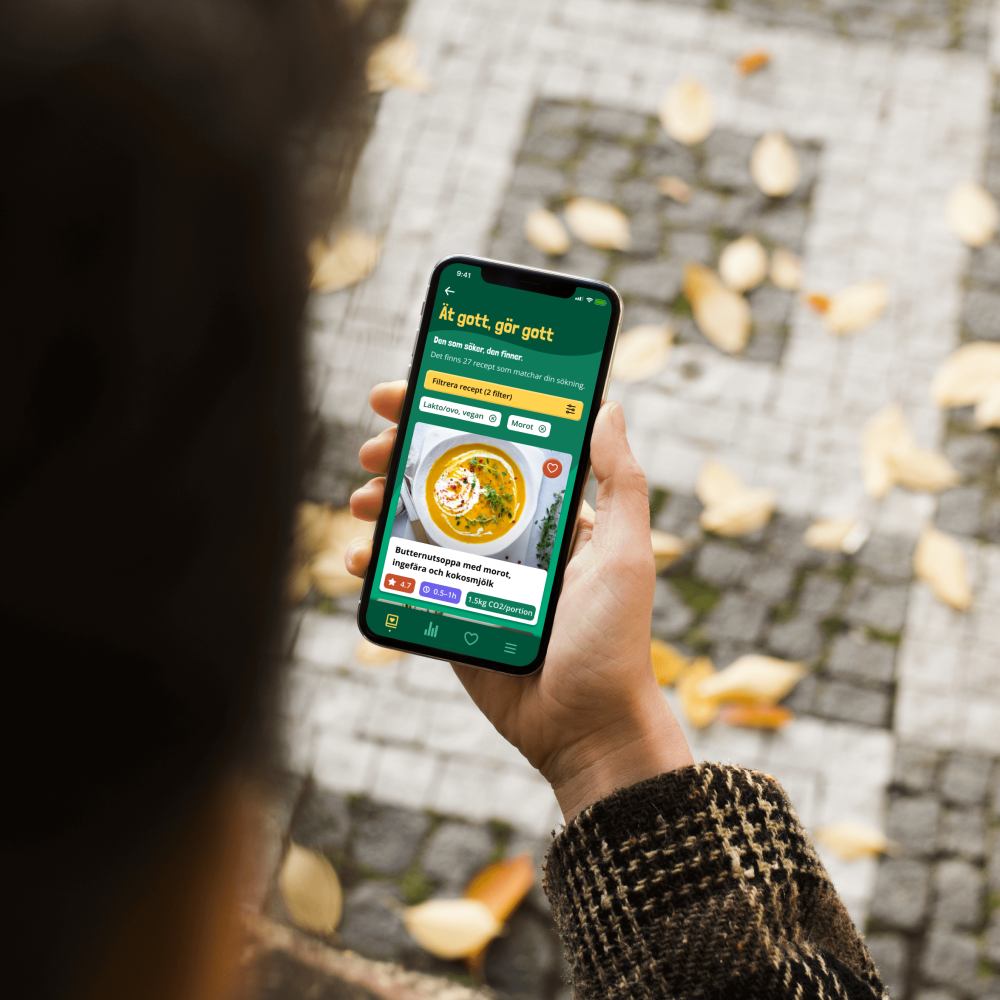 9:41
Ät gott, gör gott
Den som söker, den finner.
Det finns 27 recept som matchar din sökning.
Filtrera recept (2 filter)
Lakto/ovo, vegan
Morot
Butternutsoppa med morot,
ingefära och kokosmjölk
4.7
0.5–1h
1.5kg CO2/portion